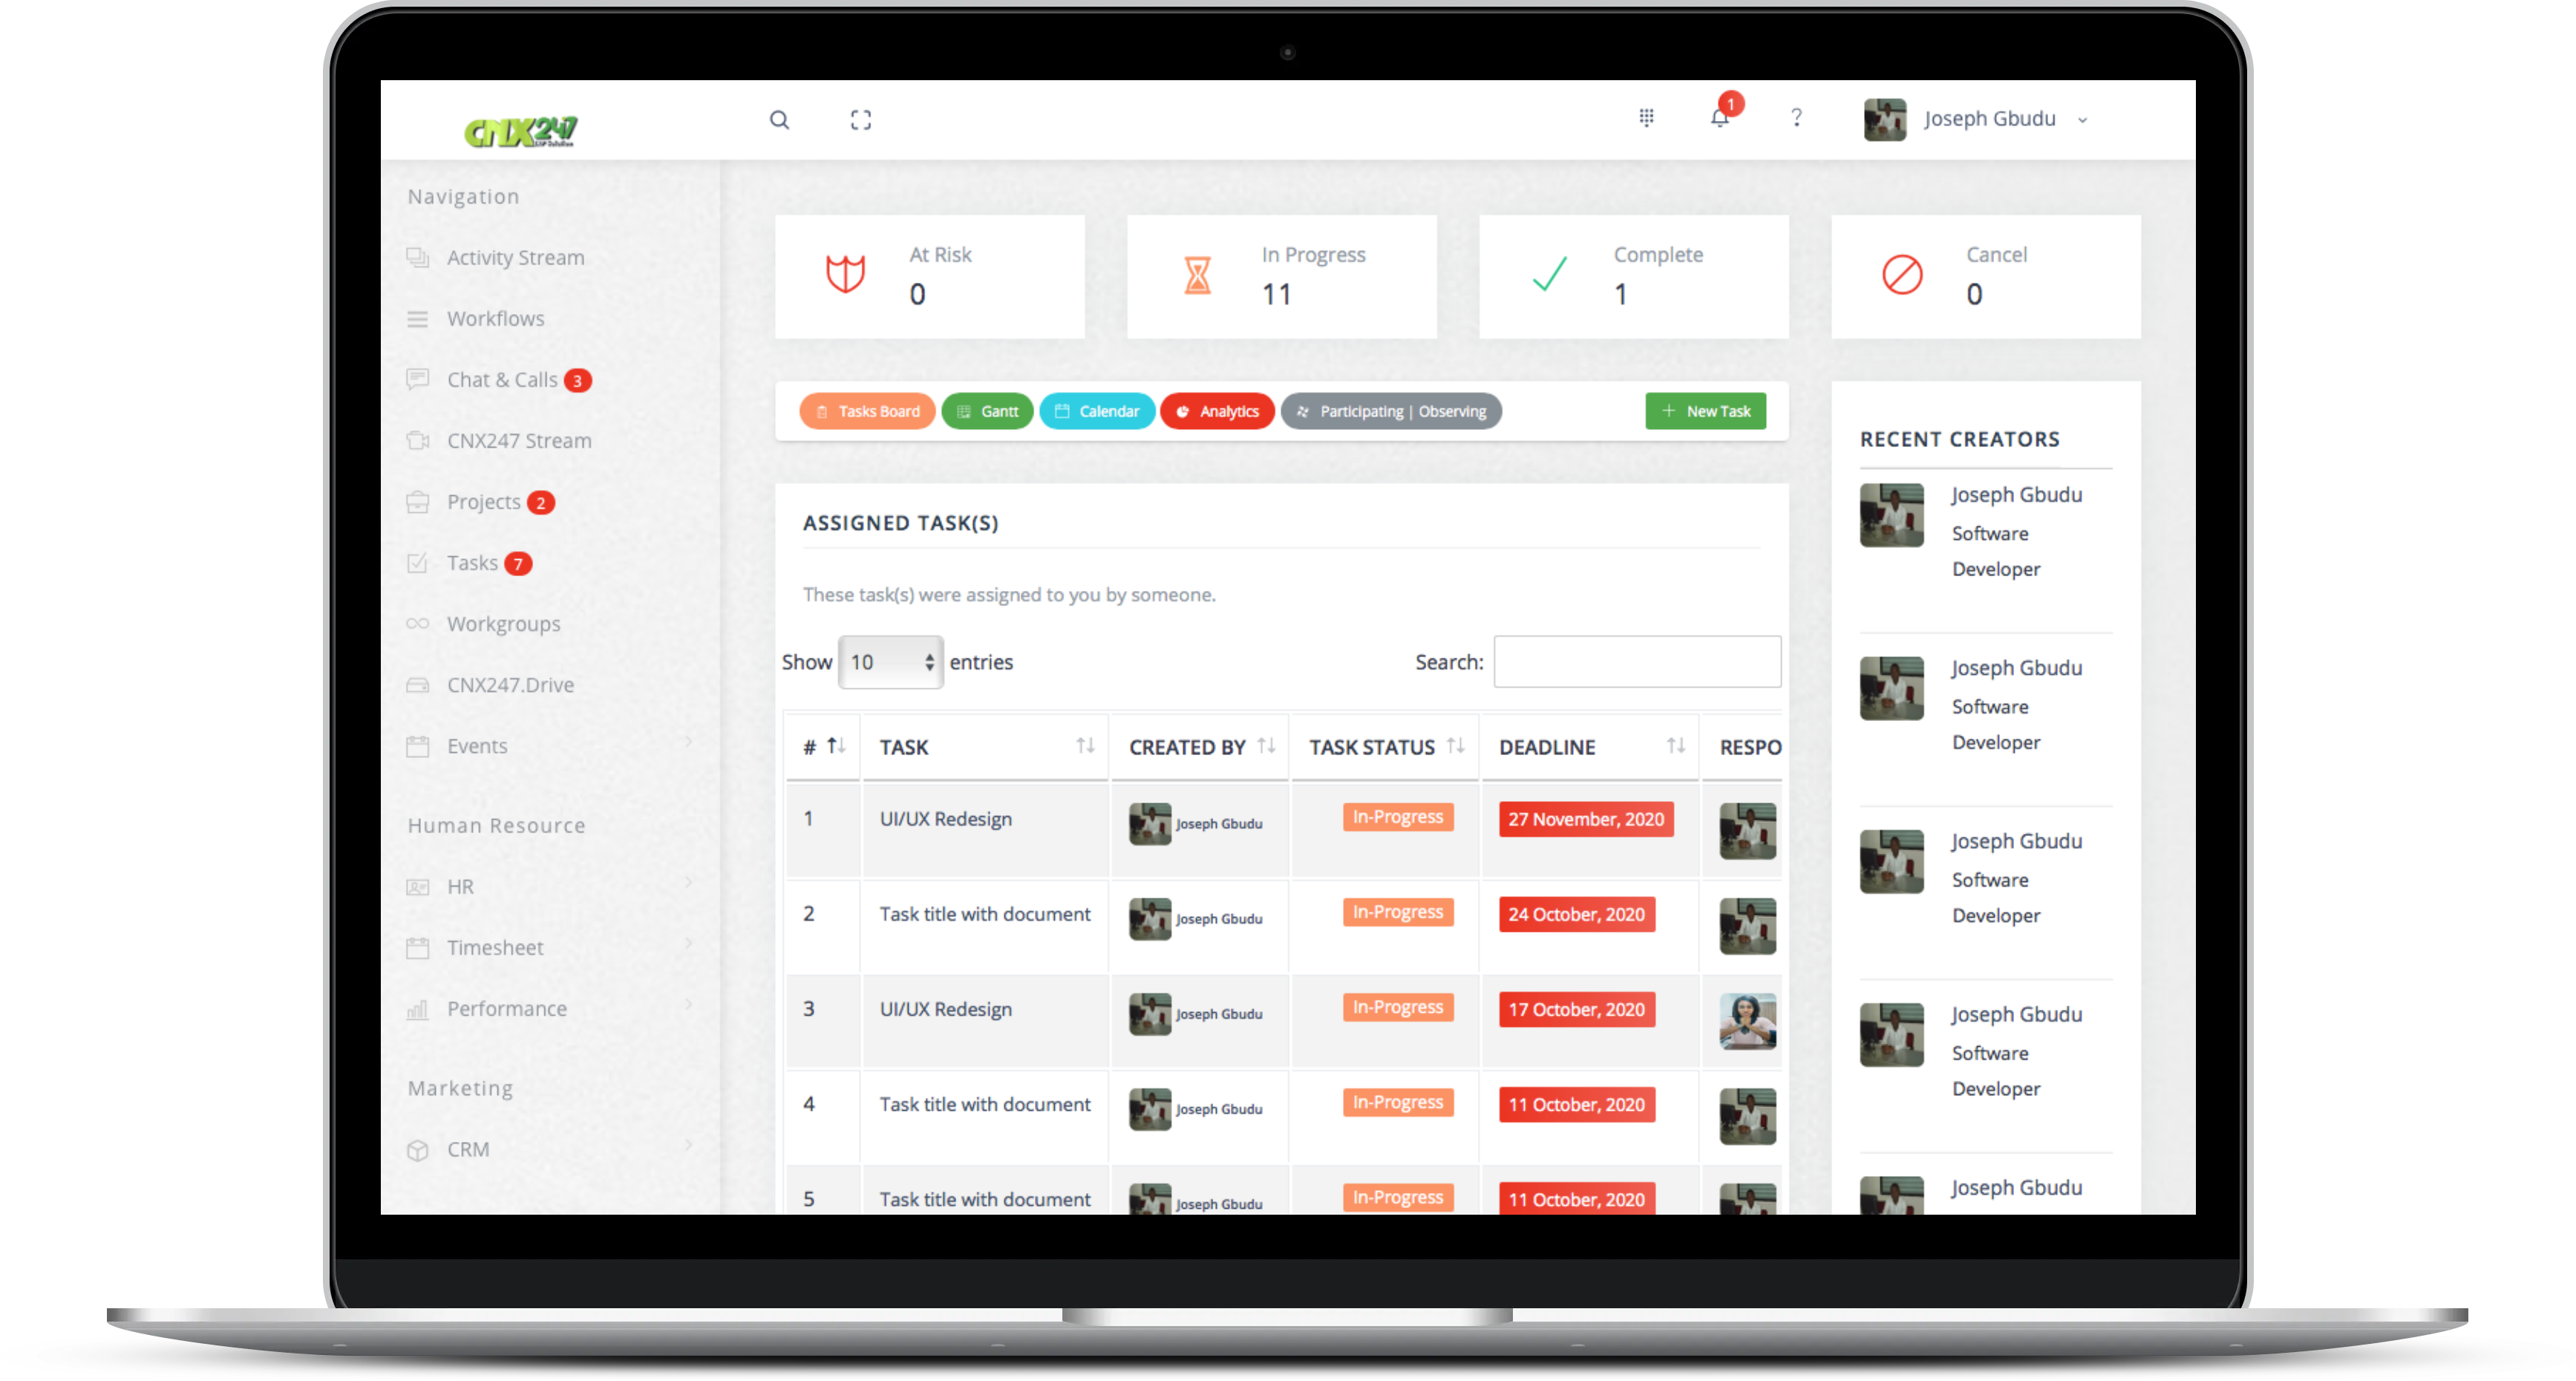 CNX247
ERP Solution
1
?
Joseph Gbudu
Navigation
Activity Stream
Workflows
Chat & Calls 3
CNX247 Stream
Projects 2
Tasks 7
Workgroups
CNX247.Drive
Events
Human Resource
HR
Timesheet
Performance
Marketing
CRM
At Risk
0
In Progress
11
Complete
1
Cancel
0
Tasks Board
Gantt
Calendar
Analytics
Participating | Observing
+ New Task
ASSIGNED TASK(S)
These task(s) were assigned to you by someone.
Show 10 entries
Search:
# TASK CREATED BY TASK STATUS DEADLINE RESPO
1 UI/UX Redesign Joseph Gbudu In-Progress 27 November, 2020
2 Task title with document Joseph Gbudu In-Progress 24 October, 2020
3 UI/UX Redesign Joseph Gbudu In-Progress 17 October, 2020
4 Task title with document Joseph Gbudu In-Progress 11 October, 2020
5 Task title with document Joseph Gbudu In-Progress 11 October, 2020
RECENT CREATORS
Joseph Gbudu
Software
Developer
Joseph Gbudu
Software
Developer
Joseph Gbudu
Software
Developer
Joseph Gbudu
Software
Developer
Joseph Gbudu